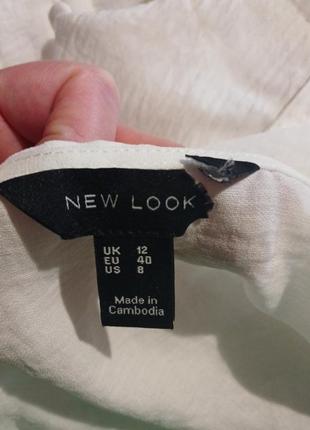 NEW LOOK
UK 12
EU 40
US 8
Made in
Cambodia